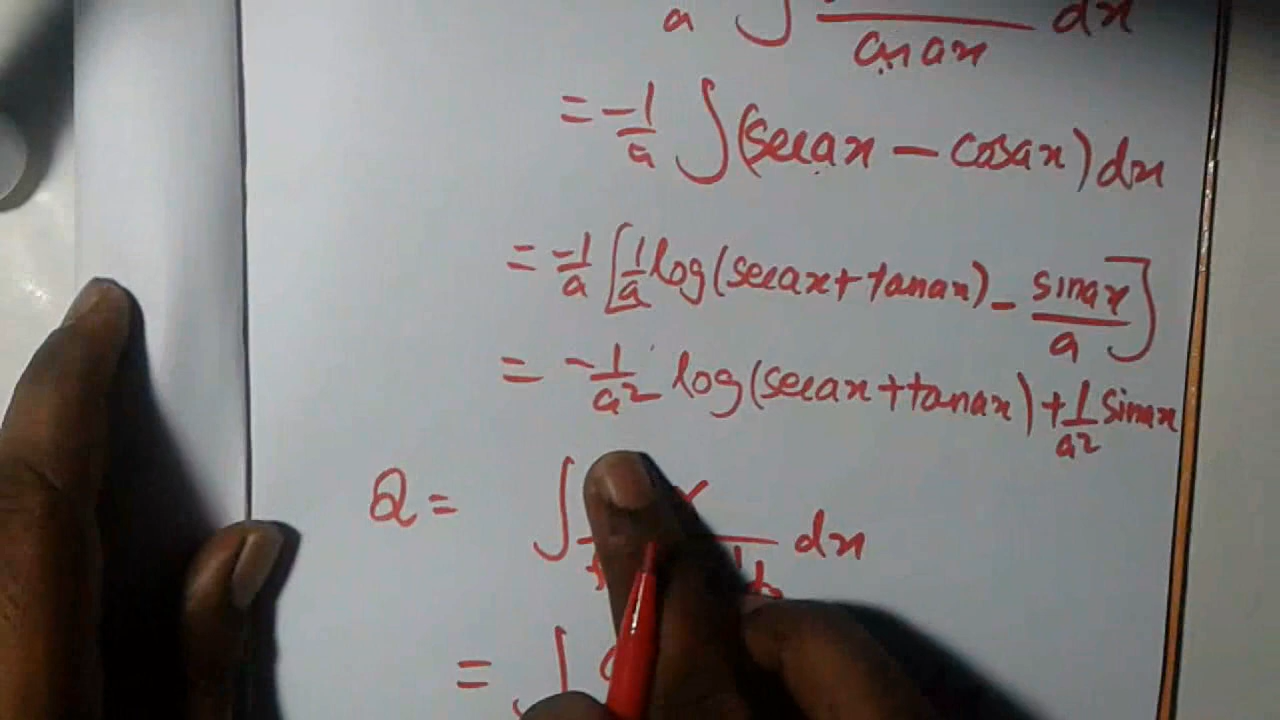 a ∫ ――― dx
cos ax
= -1/a ∫ (sec ax - cos ax) dx
= -1/a [1/a log(sec ax + tan ax) - sin ax / a]
= -1/a² log(sec ax + tan ax) + 1/a² sin ax
Q = ∫ dx
= ∫